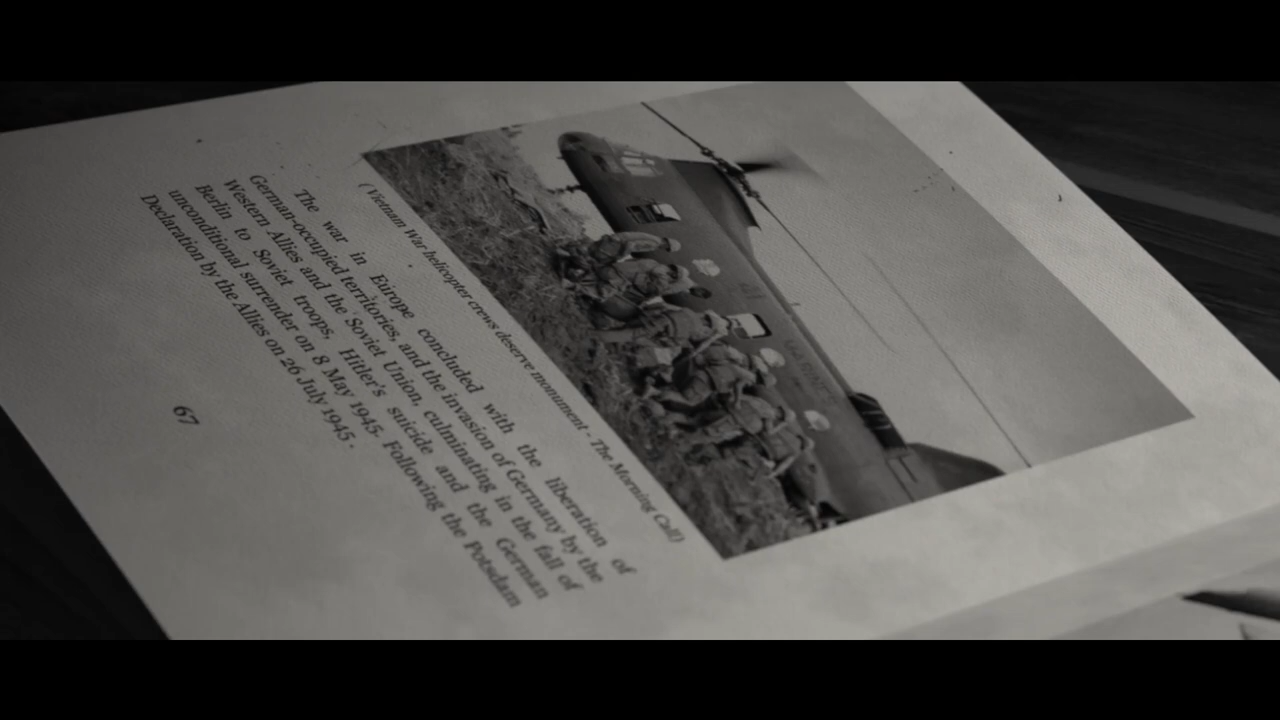 ( Vietnam War helicopter crews deserve monument - The Morning Call)
The war in Europe concluded with the liberation of
German-occupied territories, and the invasion of Germany by the
Western Allies and the Soviet Union, culminating in the fall of
Berlin to Soviet troops, Hitler's suicide and the German
unconditional surrender on 8 May 1945. Following the Potsdam
Declaration by the Allies on 26 July 1945 .
67